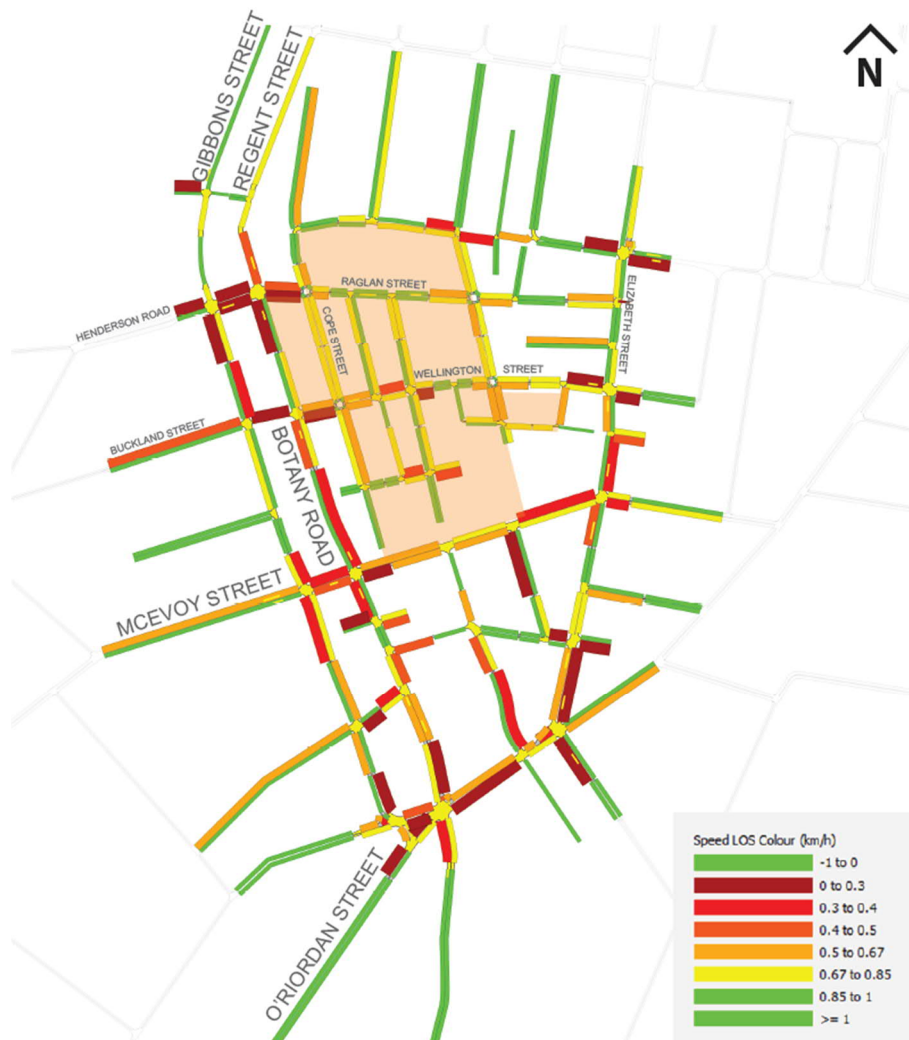 GIBBONS STREET
REGENT STREET
N
RAGLAN STREET
HENDERSON ROAD
COPE STREET
ELIZABETH STREET
WELLINGTON STREET
BUCKLAND STREET
BOTANY ROAD
MCEVOY STREET
O'RIORDAN STREET
Speed LOS Colour (km/h)
-1 to 0
0 to 0.3
0.3 to 0.4
0.4 to 0.5
0.5 to 0.67
0.67 to 0.85
0.85 to 1
>= 1